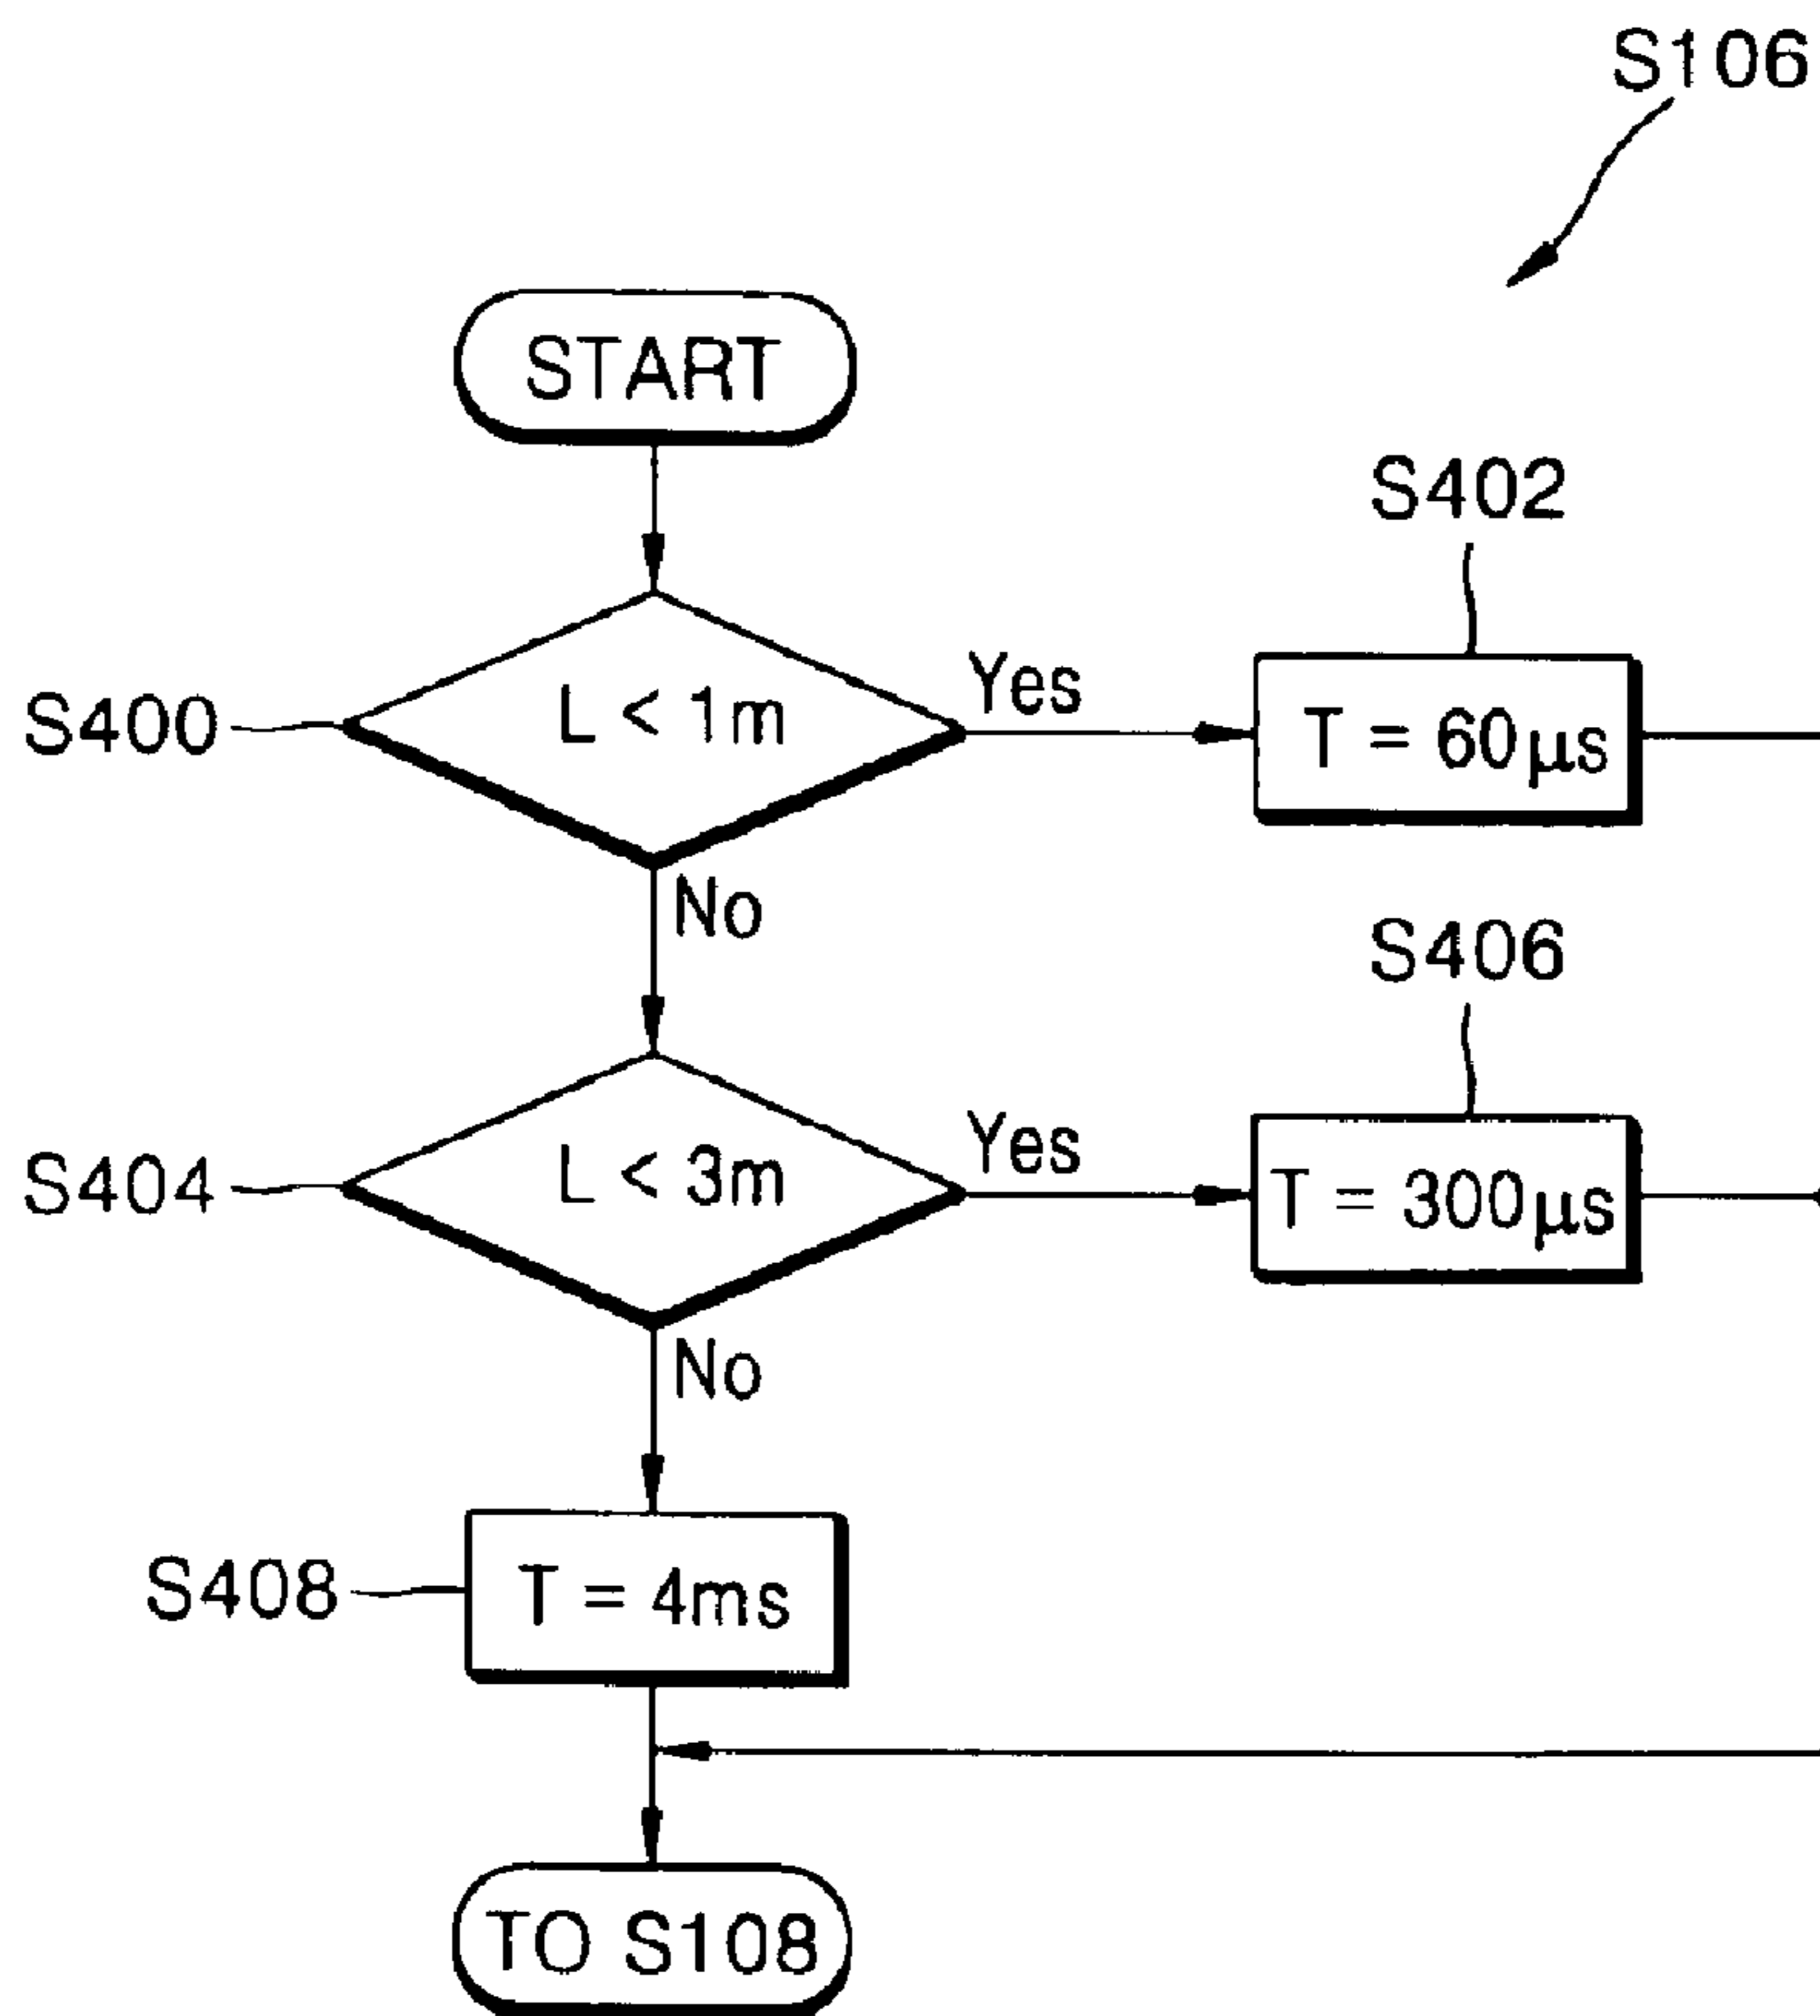 S106
START
S402
S400
L < 1m
Yes
T = 60μs
No
S406
S404
L < 3m
Yes
T = 300μs
No
S408
T = 4ms
TO S108